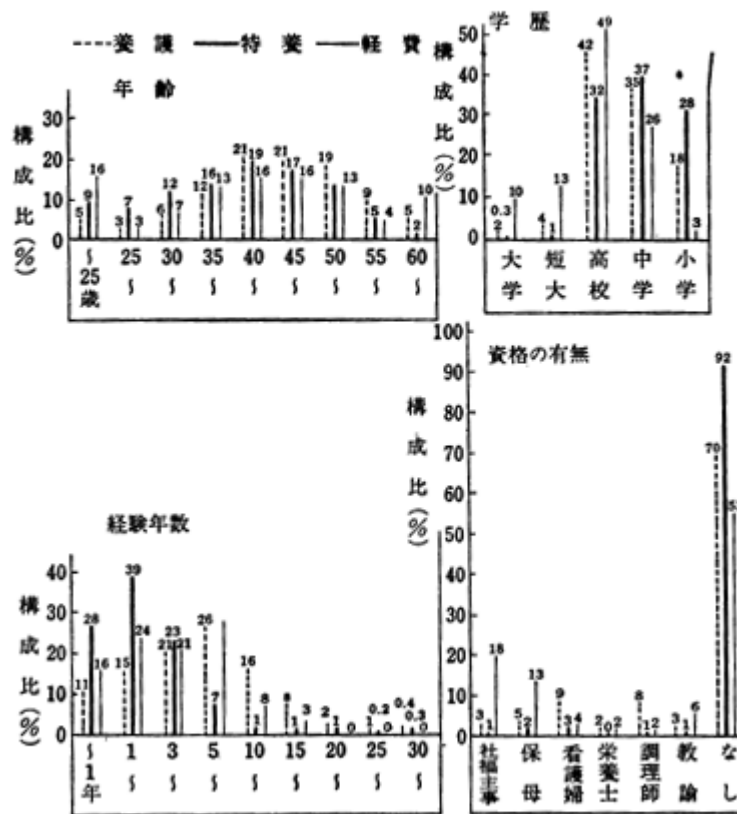 養護 特養 軽費
年齢
構成比(%)
30
20
10
0
5 9 16
3 7 3
6 12 7
12 16 13
21 19 16
21 17 16
19 13
9 5 4
5 2 10
~25歳 25~ 30~ 35~ 40~ 45~ 50~ 55~ 60~
学歴
構成比(%)
50
40
30
20
10
0
2 0.3 10
4 1 13
42 32 49
35 37 26
18 28 3
大学 短大 高校 中学 小学
経験年数
構成比(%)
40
30
20
10
0
11 28 16
15 39 24
21 23 21
26 7
16 1 8
8 1 3
2 1 0
1 0.2 0
0.4 0.3 0
~1年 1~ 3~ 5~ 10~ 15~ 20~ 25~ 30~
資格の有無
構成比(%)
100
90
80
70
60
50
40
30
20
10
0
3 1 18
5 2 13
9 3 4
2 0 2
8 1 2
3 1 6
70 92
社福主事 保母 看護婦 栄養士 調理師 教諭 なし